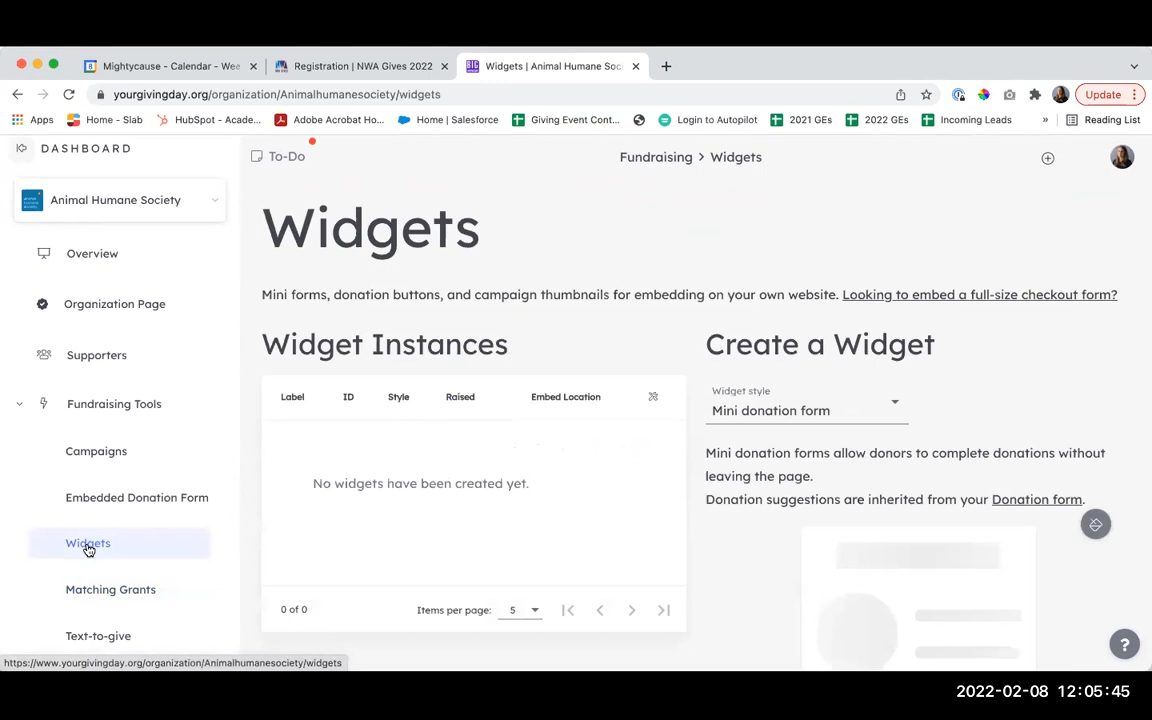 Mightycause - Calendar - Wee
Registration | NWA Gives 2022
Widgets | Animal Humane Soc
yourgivingday.org/organization/Animalhumanesociety/widgets
Update
Apps
Home - Slab
HubSpot - Acade...
Adobe Acrobat Ho...
Home | Salesforce
Giving Event Cont...
Login to Autopilot
2021 GEs
2022 GEs
Incoming Leads
»
Reading List
DASHBOARD
Animal Humane Society
Overview
Organization Page
Supporters
Fundraising Tools
Campaigns
Embedded Donation Form
Widgets
Matching Grants
Text-to-give
https://www.yourgivingday.org/organization/Animalhumanesociety/widgets
To-Do
Fundraising > Widgets
Widgets
Mini forms, donation buttons, and campaign thumbnails for embedding on your own website. Looking to embed a full-size checkout form?
Widget Instances
Label ID Style Raised Embed Location
No widgets have been created yet.
0 of 0 Items per page: 5
Create a Widget
Widget style
Mini donation form
Mini donation forms allow donors to complete donations without
leaving the page.
Donation suggestions are inherited from your Donation form.
?
2022-02-08 12:05:45